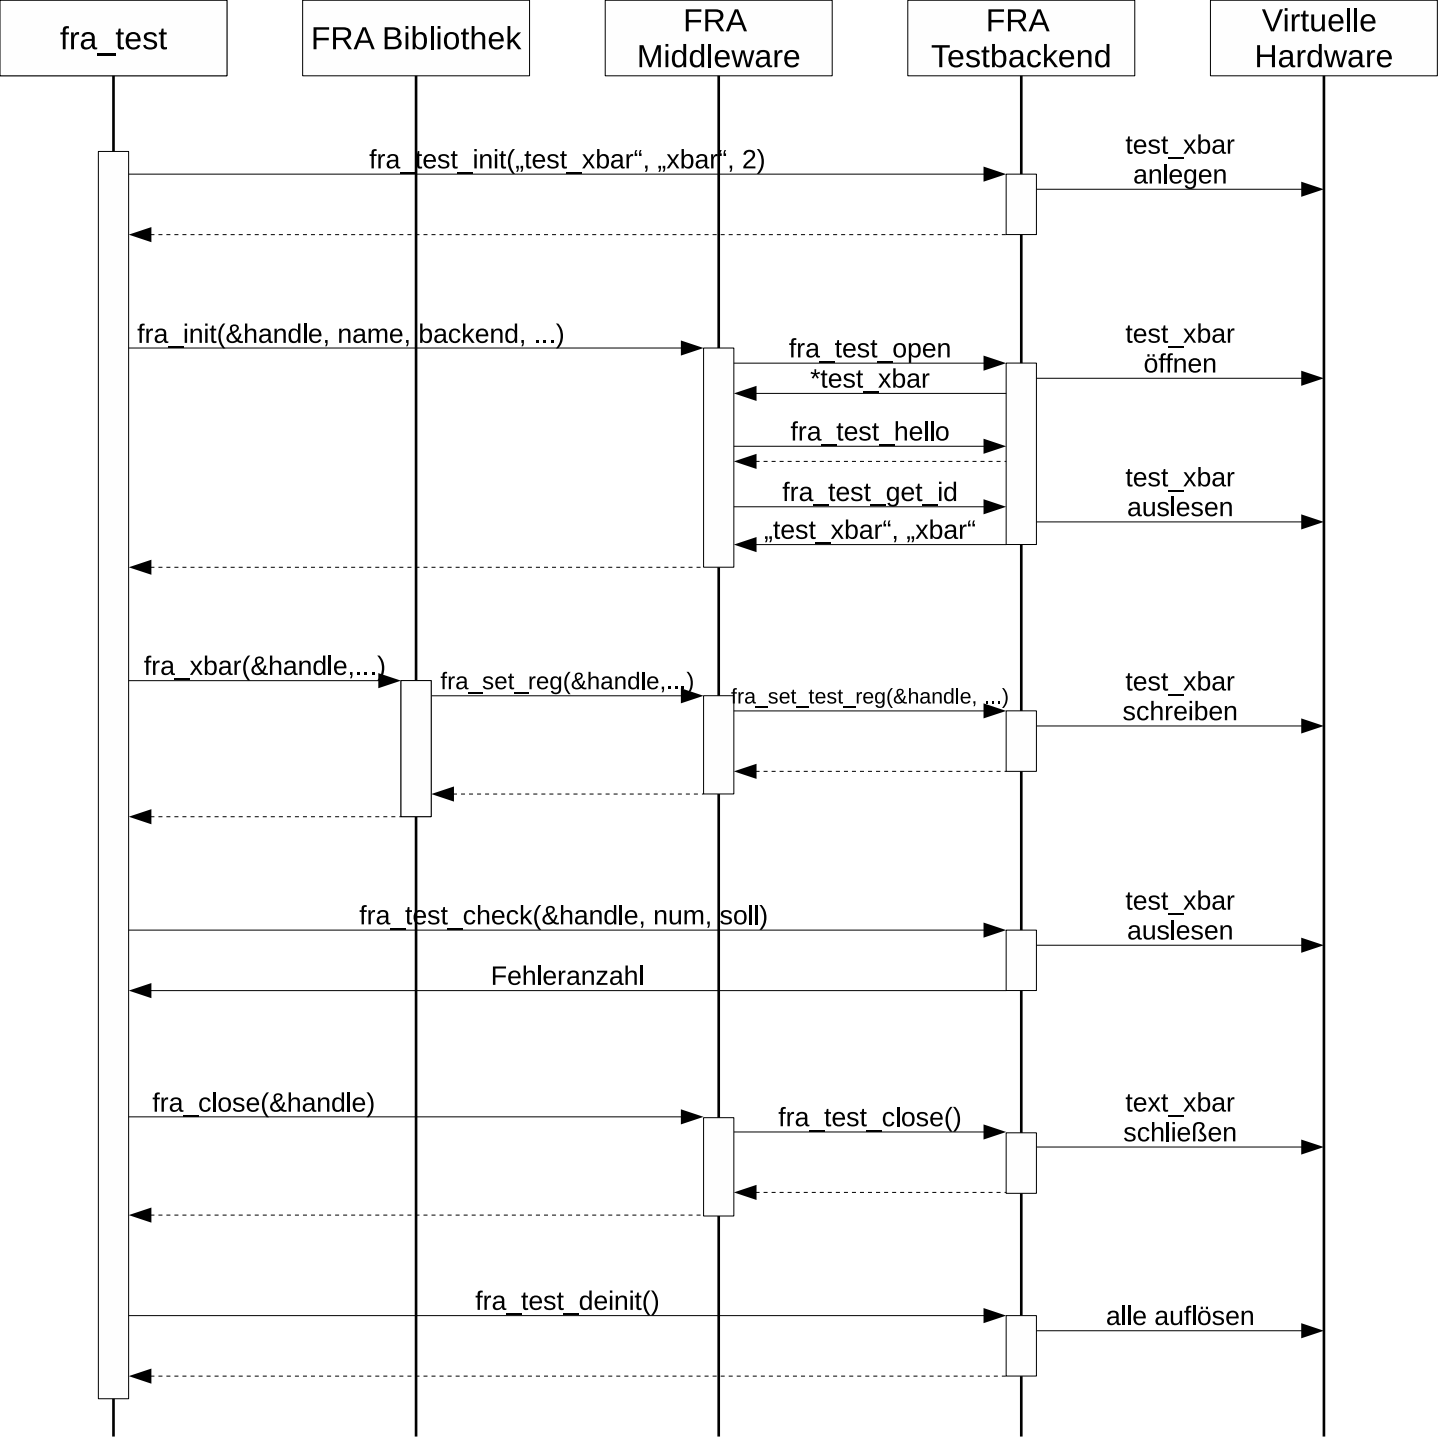 fra_test
FRA Bibliothek
FRA
Middleware
FRA
Testbackend
Virtuelle
Hardware
fra_test_init(„test_xbar“, „xbar“, 2)
test_xbar
anlegen
fra_init(&handle, name, backend, ...)
fra_test_open
test_xbar
öffnen
*test_xbar
fra_test_hello
fra_test_get_id
test_xbar
auslesen
„test_xbar“, „xbar“
fra_xbar(&handle,...)
fra_set_reg(&handle,...)
fra_set_test_reg(&handle, ...)
test_xbar
schreiben
fra_test_check(&handle, num, soll)
test_xbar
auslesen
Fehleranzahl
fra_close(&handle)
fra_test_close()
text_xbar
schließen
fra_test_deinit()
alle auflösen